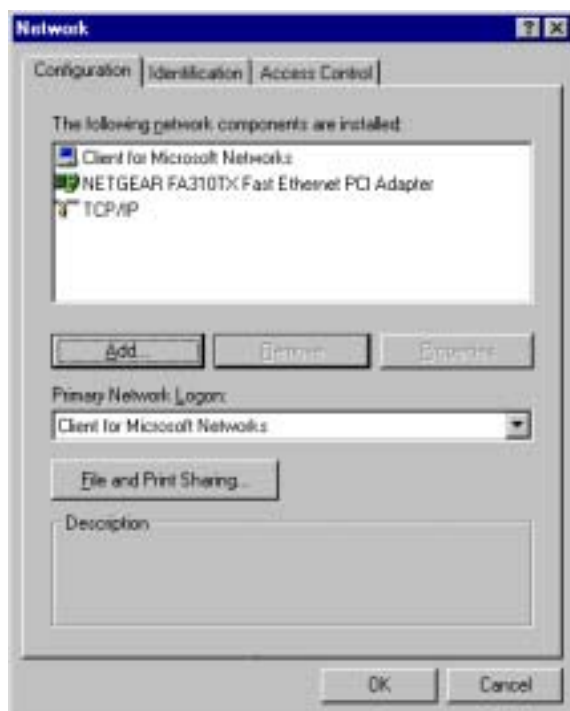 Network
Configuration Identification Access Control
The following network components are installed:
Client for Microsoft Networks
NETGEAR FA310TX Fast Ethernet PCI Adapter
TCP/IP
Add... Remove Properties
Primary Network Logon:
Client for Microsoft Networks
File and Print Sharing...
Description
OK Cancel